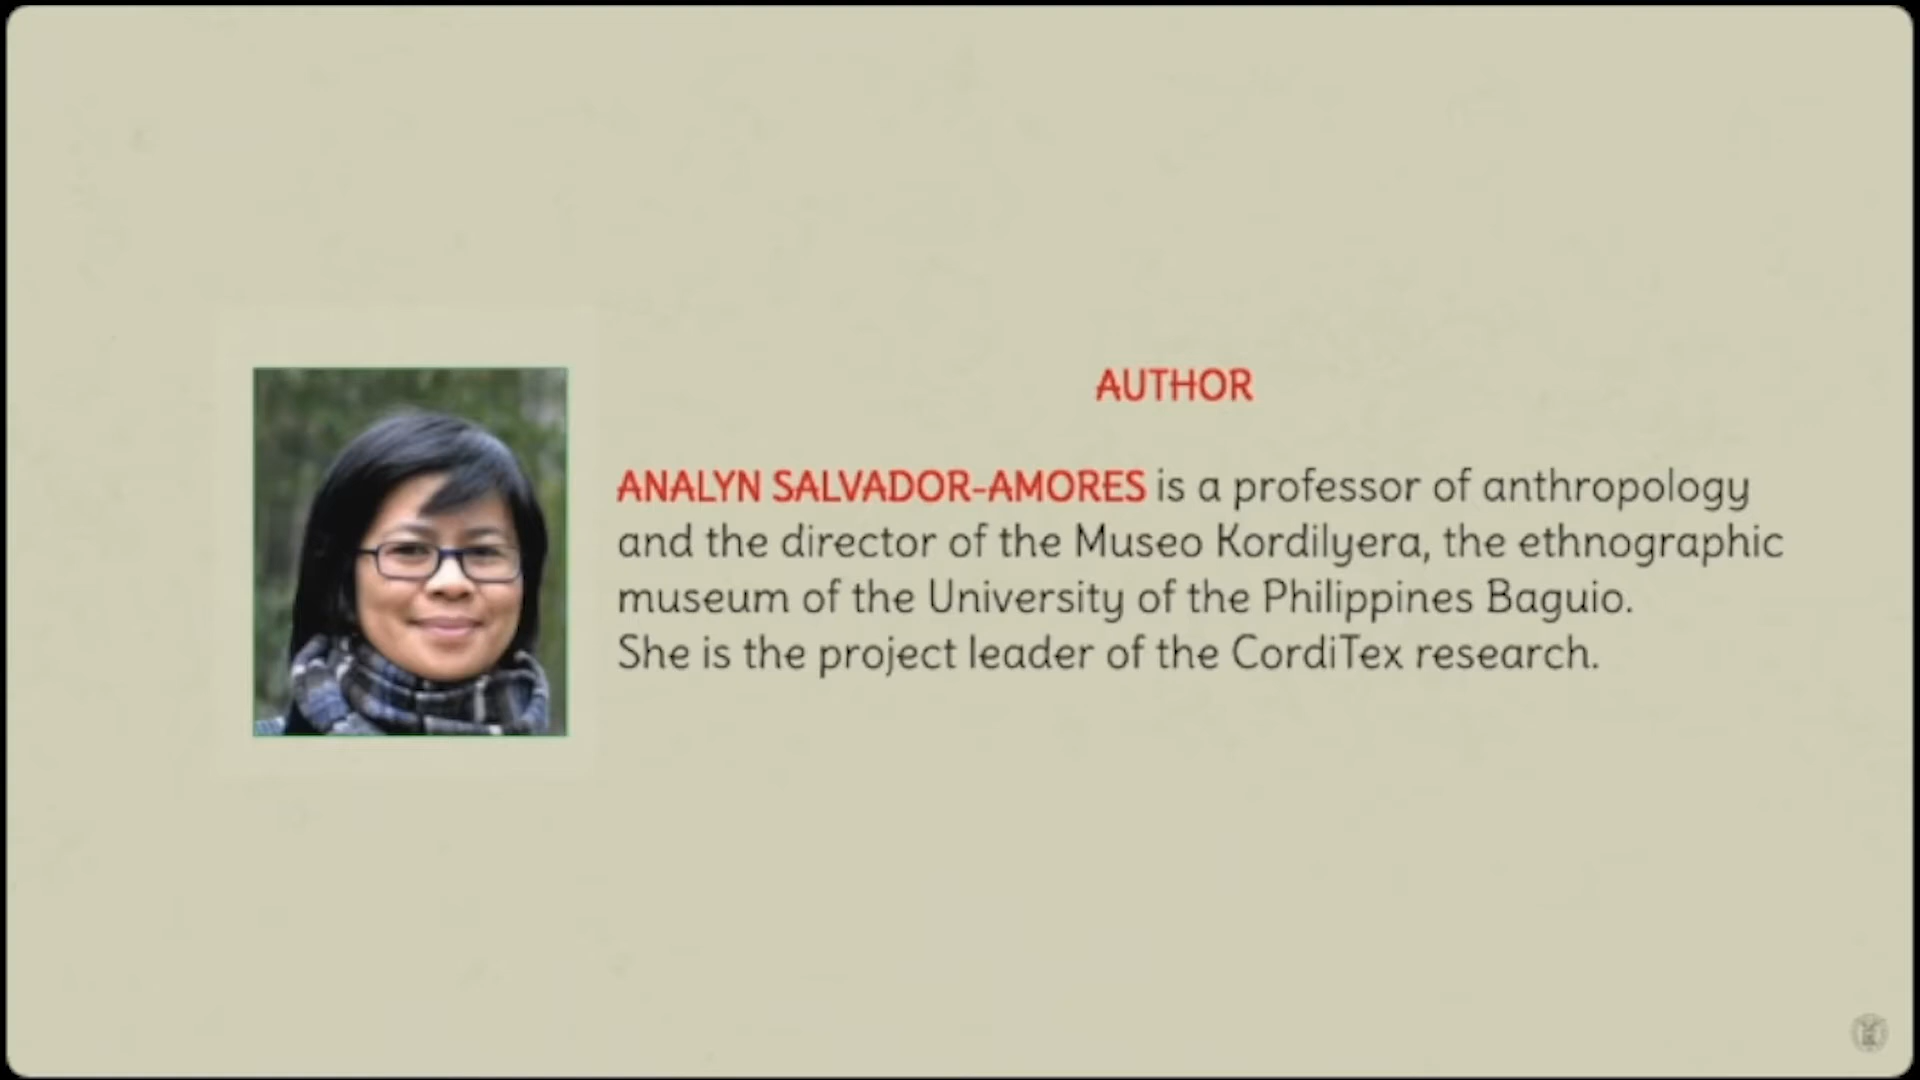 AUTHOR
ANALYN SALVADOR-AMORES is a professor of anthropology
and the director of the Museo Kordilyera, the ethnographic
museum of the University of the Philippines Baguio.
She is the project leader of the CordiTex research.